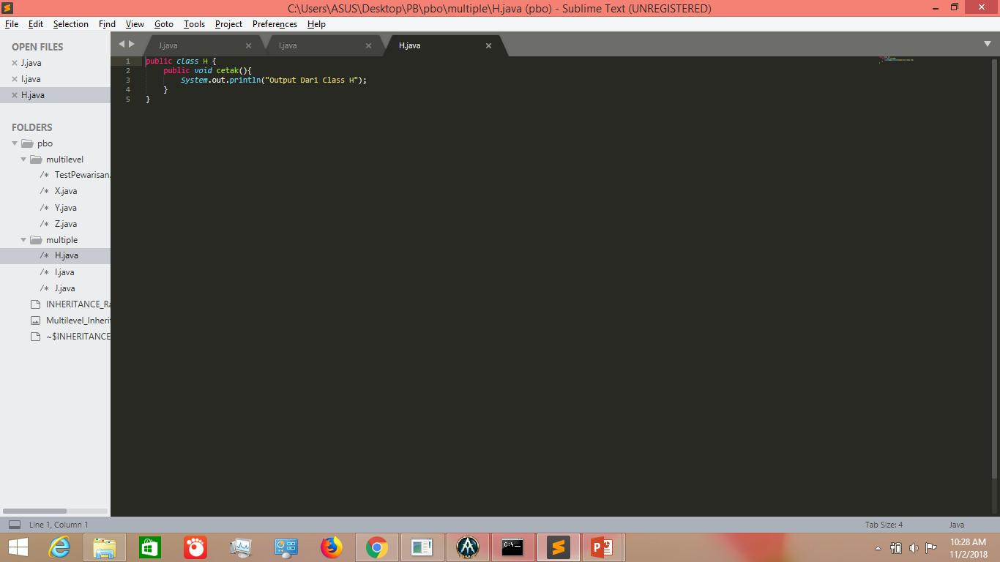 C:\Users\ASUS\Desktop\PB\pbo\multiple\H.java (pbo) - Sublime Text (UNREGISTERED)
File Edit Selection Find View Goto Tools Project Preferences Help
OPEN FILES
J.java
I.java
H.java
FOLDERS
pbo
multilevel
/* TestPewarisan.
/* X.java
/* Y.java
/* Z.java
multiple
/* H.java
/* I.java
/* J.java
INHERITANCE_Ra
Multilevel_Inherit
~$INHERITANCE
J.java I.java H.java
1 public class H {
2 public void cetak(){
3 System.out.println("Output Dari Class H");
4 }
5 }
Line 1, Column 1 Tab Size: 4 Java
10:28 AM
11/2/2018